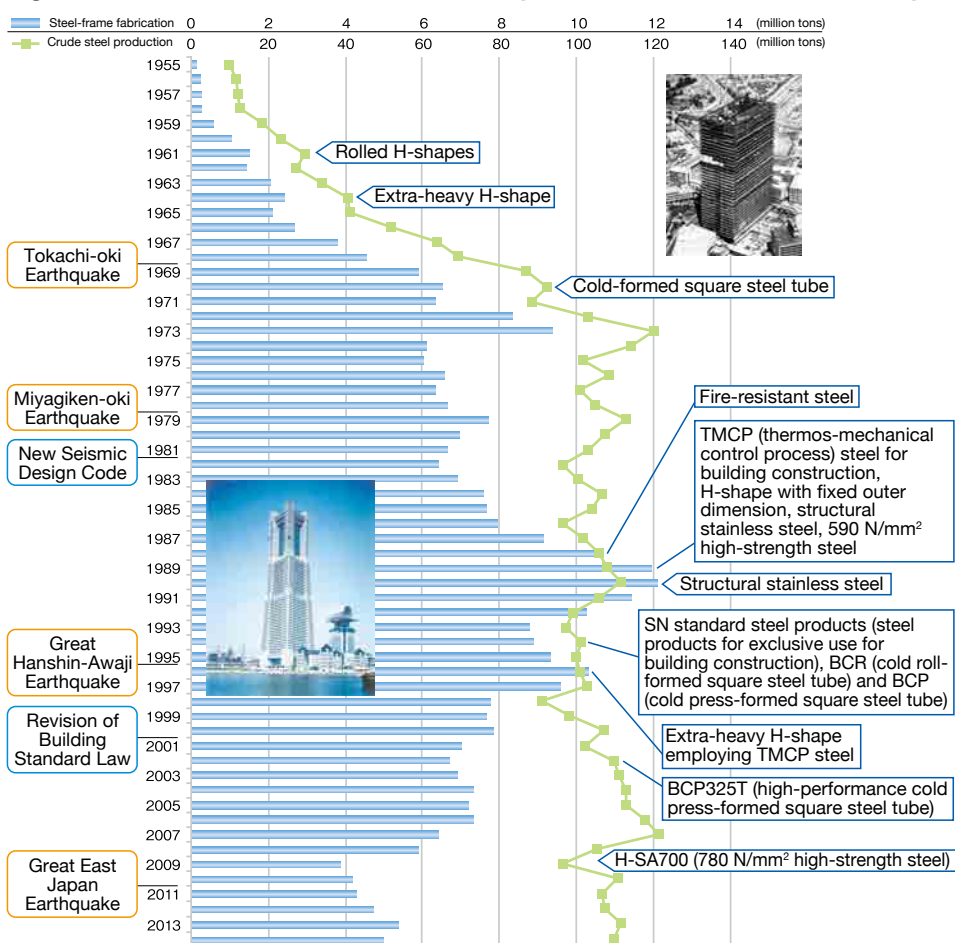 Steel-frame fabrication 0 2 4 6 8 10 12 14 (million tons)
Crude steel production 0 20 40 60 80 100 120 140 (million tons)
1955
1957
1959
1961
Rolled H-shapes
1963
Extra-heavy H-shape
1965
1967
Tokachi-oki
Earthquake
1969
Cold-formed square steel tube
1971
1973
1975
1977
Miyagiken-oki
Earthquake
1979
Fire-resistant steel
TMCP (thermos-mechanical
control process) steel for
building construction,
H-shape with fixed outer
dimension, structural
stainless steel, 590 N/mm²
high-strength steel
1981
New Seismic
Design Code
1983
1985
1987
1989
Structural stainless steel
1991
1993
SN standard steel products (steel
products for exclusive use for
building construction), BCR (cold roll-
formed square steel tube) and BCP
(cold press-formed square steel tube)
Great
Hanshin-Awaji
Earthquake
1995
1997
Revision of
Building
Standard Law
1999
Extra-heavy H-shape
employing TMCP steel
2001
2003
BCP325T (high-performance cold
press-formed square steel tube)
2005
2007
H-SA700 (780 N/mm² high-strength steel)
2009
Great East
Japan
Earthquake
2011
2013